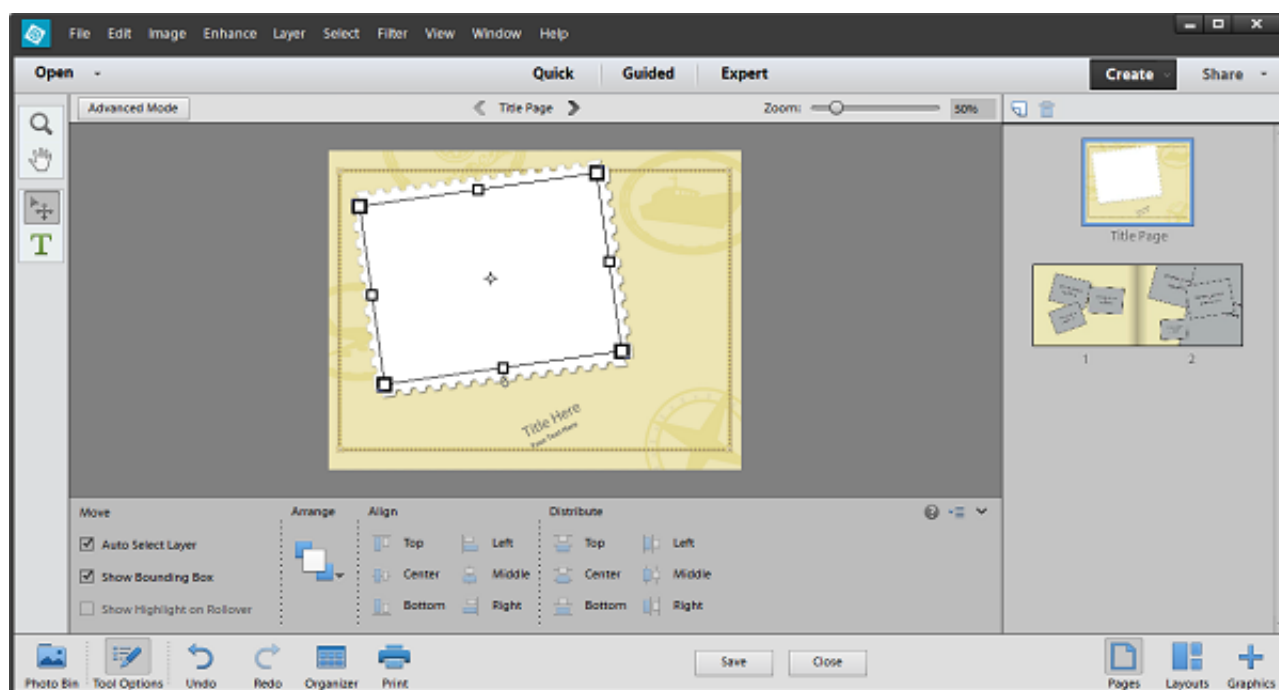 File Edit Image Enhance Layer Select Filter View Window Help
Open Quick Guided Expert Create Share
Advanced Mode Title Page Zoom: 50%
Title Page
1 2
Title Here
Your Text Here
Move Arrange Align Distribute
Auto Select Layer Top Left Top Left
Show Bounding Box Center Middle Center Middle
Show Highlight on Rollover Bottom Right Bottom Right
Save Close
Photo Bin Tool Options Undo Redo Organizer Print Pages Layouts Graphics